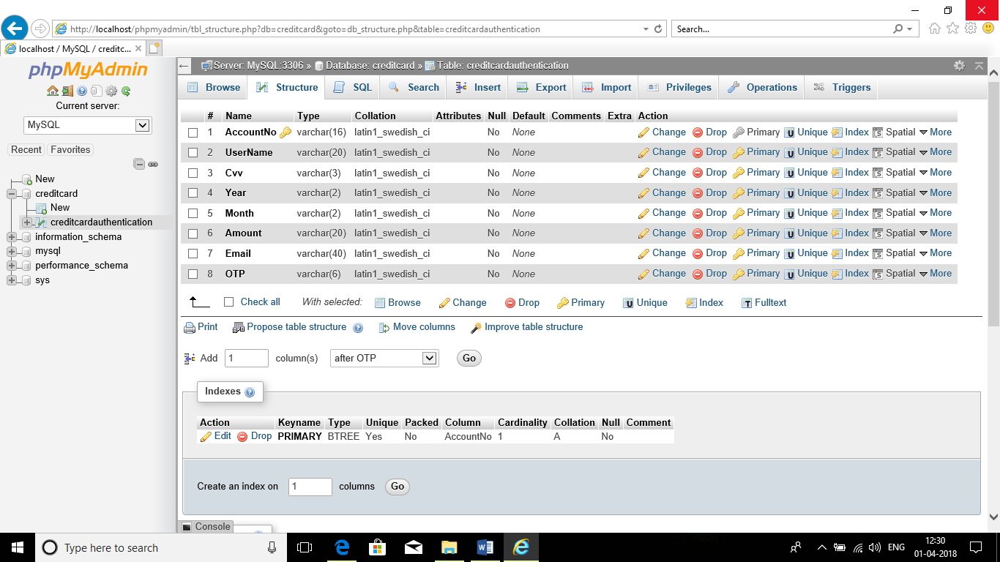 http://localhost/phpmyadmin/tbl_structure.php?db=creditcard&goto=db_structure.php&table=creditcardauthentication
Search...
localhost / MySQL / creditc...
phpMyAdmin
Current server:
MySQL
Recent Favorites
New
creditcard
New
creditcardauthentication
information_schema
mysql
performance_schema
sys
Server: MySQL:3306 » Database: creditcard » Table: creditcardauthentication
Browse Structure SQL Search Insert Export Import Privileges Operations Triggers
# Name Type Collation Attributes Null Default Comments Extra Action
1 AccountNo varchar(16) latin1_swedish_ci No None Change Drop Primary Unique Index Spatial More
2 UserName varchar(20) latin1_swedish_ci No None Change Drop Primary Unique Index Spatial More
3 Cvv varchar(3) latin1_swedish_ci No None Change Drop Primary Unique Index Spatial More
4 Year varchar(2) latin1_swedish_ci No None Change Drop Primary Unique Index Spatial More
5 Month varchar(2) latin1_swedish_ci No None Change Drop Primary Unique Index Spatial More
6 Amount varchar(20) latin1_swedish_ci No None Change Drop Primary Unique Index Spatial More
7 Email varchar(40) latin1_swedish_ci No None Change Drop Primary Unique Index Spatial More
8 OTP varchar(6) latin1_swedish_ci No None Change Drop Primary Unique Index Spatial More
Check all With selected: Browse Change Drop Primary Unique Index Fulltext
Print Propose table structure Move columns Improve table structure
Add 1 column(s) after OTP Go
Indexes
Action Keyname Type Unique Packed Column Cardinality Collation Null Comment
Edit Drop PRIMARY BTREE Yes No AccountNo 1 A No
Create an index on 1 columns Go
Console
Type here to search
ENG
12:30
01-04-2018